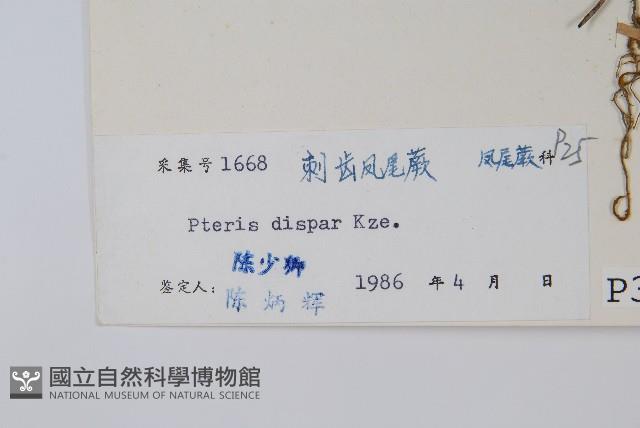 采集号 1668 刺齿凤尾蕨 凤尾蕨科 P25
Pteris dispar Kze.
陈少卿
鉴定人: 陈炳辉 1986 年 4 月 日
P3
國立自然科學博物館
NATIONAL MUSEUM OF NATURAL SCIENCE